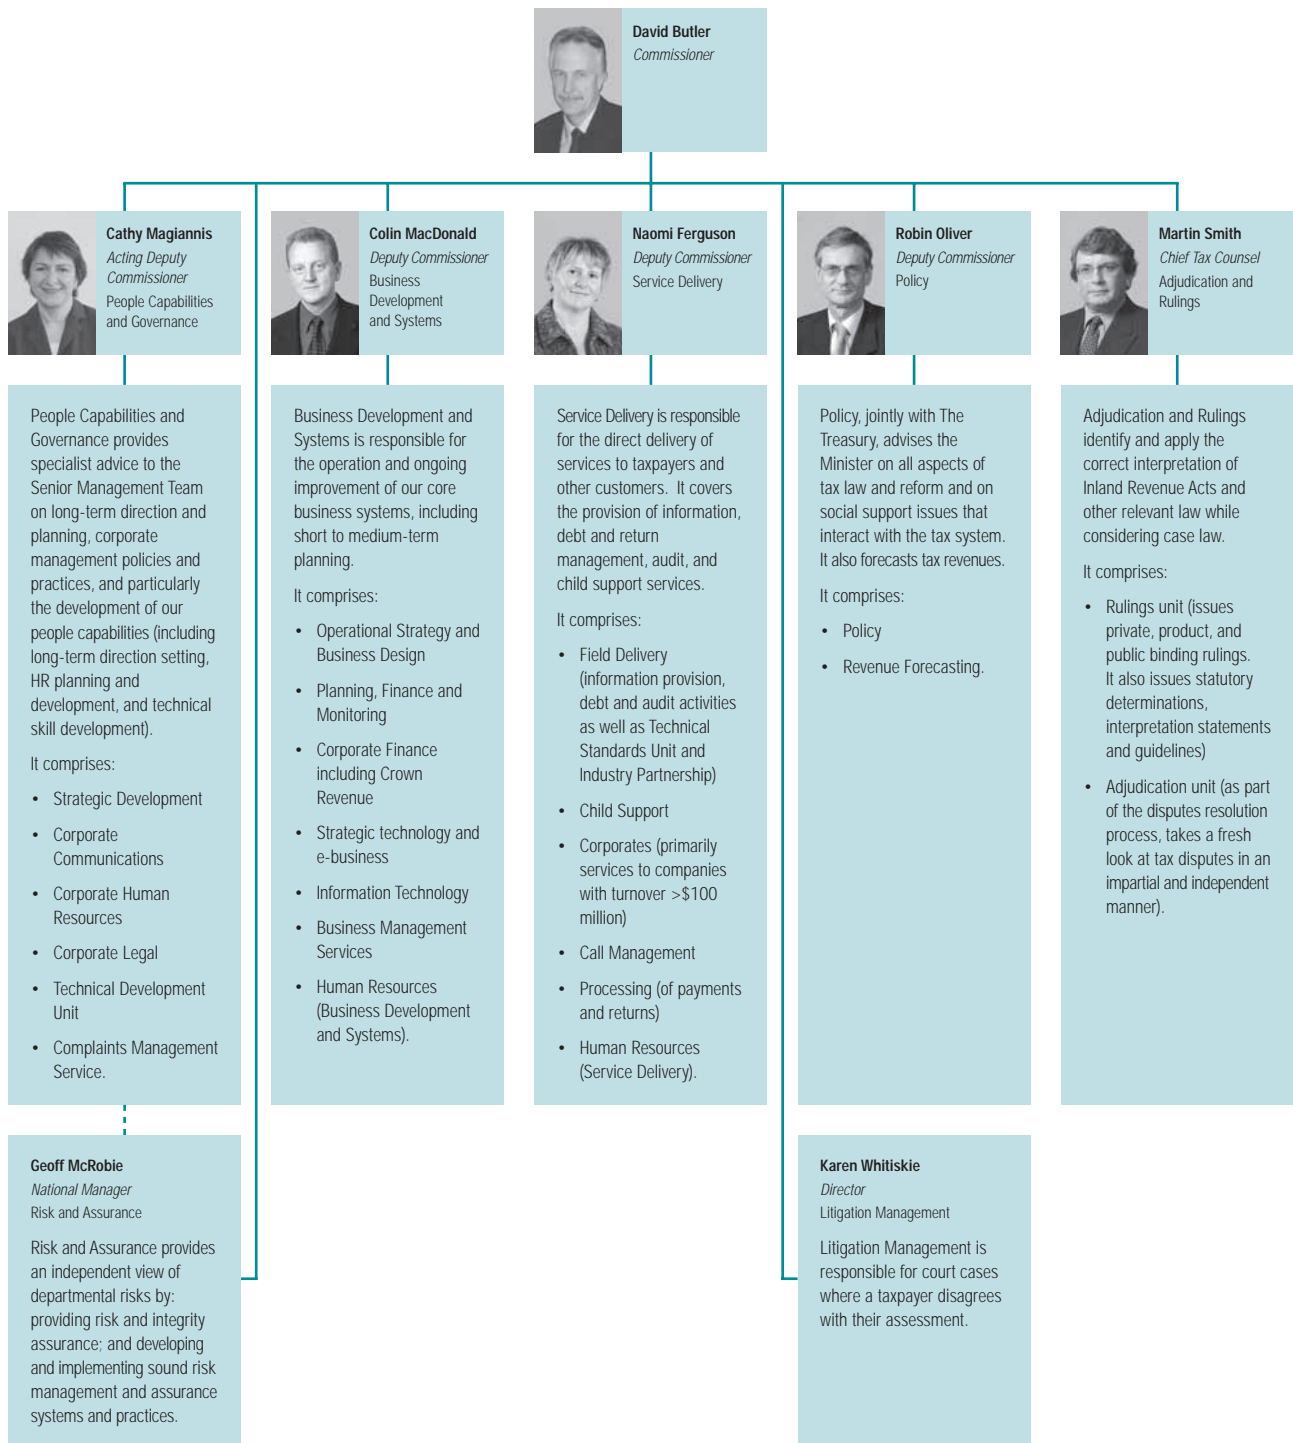 David Butler
Commissioner
Cathy Magiannis
Acting Deputy
Commissioner
People Capabilities
and Governance
Colin MacDonald
Deputy Commissioner
Business
Development
and Systems
Naomi Ferguson
Deputy Commissioner
Service Delivery
Robin Oliver
Deputy Commissioner
Policy
Martin Smith
Chief Tax Counsel
Adjudication and
Rulings
People Capabilities and
Governance provides
specialist advice to the
Senior Management Team
on long-term direction and
planning, corporate
management policies and
practices, and particularly
the development of our
people capabilities (including
long-term direction setting,
HR planning and
development, and technical
skill development).
It comprises:
• Strategic Development
• Corporate
Communications
• Corporate Human
Resources
• Corporate Legal
• Technical Development
Unit
• Complaints Management
Service.
Business Development and
Systems is responsible for
the operation and ongoing
improvement of our core
business systems, including
short to medium-term
planning.
It comprises:
• Operational Strategy and
Business Design
• Planning, Finance and
Monitoring
• Corporate Finance
including Crown
Revenue
• Strategic technology and
e-business
• Information Technology
• Business Management
Services
• Human Resources
(Business Development
and Systems).
Service Delivery is responsible
for the direct delivery of
services to taxpayers and
other customers. It covers
the provision of information,
debt and return
management, audit, and
child support services.
It comprises:
• Field Delivery
(information provision,
debt and audit activities
as well as Technical
Standards Unit and
Industry Partnership)
• Child Support
• Corporates (primarily
services to companies
with turnover >$100
million)
• Call Management
• Processing (of payments
and returns)
• Human Resources
(Service Delivery).
Policy, jointly with The
Treasury, advises the
Minister on all aspects of
tax law and reform and on
social support issues that
interact with the tax system.
It also forecasts tax revenues.
It comprises:
• Policy
• Revenue Forecasting.
Adjudication and Rulings
identify and apply the
correct interpretation of
Inland Revenue Acts and
other relevant law while
considering case law.
It comprises:
• Rulings unit (issues
private, product, and
public binding rulings.
It also issues statutory
determinations,
interpretation statements
and guidelines)
• Adjudication unit (as part
of the disputes resolution
process, takes a fresh
look at tax disputes in an
impartial and independent
manner).
Geoff McRobie
National Manager
Risk and Assurance
Risk and Assurance provides
an independent view of
departmental risks by:
providing risk and integrity
assurance; and developing
and implementing sound risk
management and assurance
systems and practices.
Karen Whitiskie
Director
Litigation Management
Litigation Management is
responsible for court cases
where a taxpayer disagrees
with their assessment.